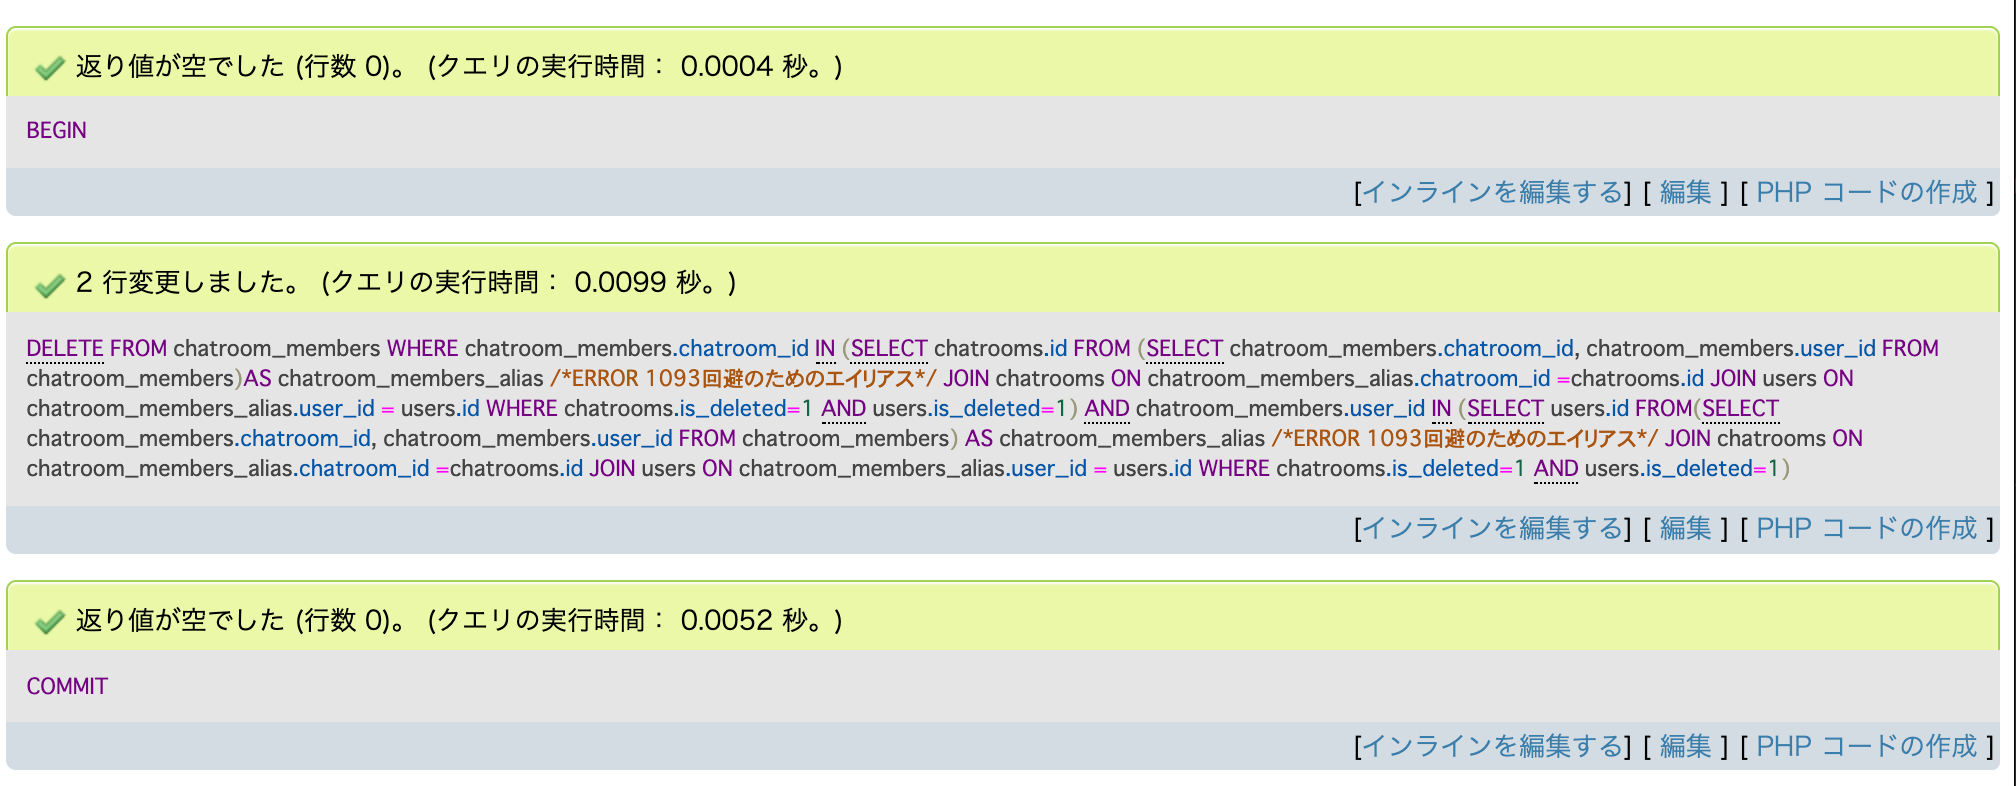 返り値が空でした (行数 0)。 (クエリの実行時間： 0.0004 秒。)
BEGIN
[インラインを編集する] [ 編集 ] [ PHP コードの作成 ]
2 行変更しました。 (クエリの実行時間： 0.0099 秒。)
DELETE FROM chatroom_members WHERE chatroom_members.chatroom_id IN (SELECT chatrooms.id FROM (SELECT chatroom_members.chatroom_id, chatroom_members.user_id FROM
chatroom_members)AS chatroom_members_alias /*ERROR 1093回避のためのエイリアス*/ JOIN chatrooms ON chatroom_members_alias.chatroom_id =chatrooms.id JOIN users ON
chatroom_members_alias.user_id = users.id WHERE chatrooms.is_deleted=1 AND users.is_deleted=1) AND chatroom_members.user_id IN (SELECT users.id FROM(SELECT
chatroom_members.chatroom_id, chatroom_members.user_id FROM chatroom_members) AS chatroom_members_alias /*ERROR 1093回避のためのエイリアス*/ JOIN chatrooms ON
chatroom_members_alias.chatroom_id =chatrooms.id JOIN users ON chatroom_members_alias.user_id = users.id WHERE chatrooms.is_deleted=1 AND users.is_deleted=1)
[インラインを編集する] [ 編集 ] [ PHP コードの作成 ]
返り値が空でした (行数 0)。 (クエリの実行時間： 0.0052 秒。)
COMMIT
[インラインを編集する] [ 編集 ] [ PHP コードの作成 ]